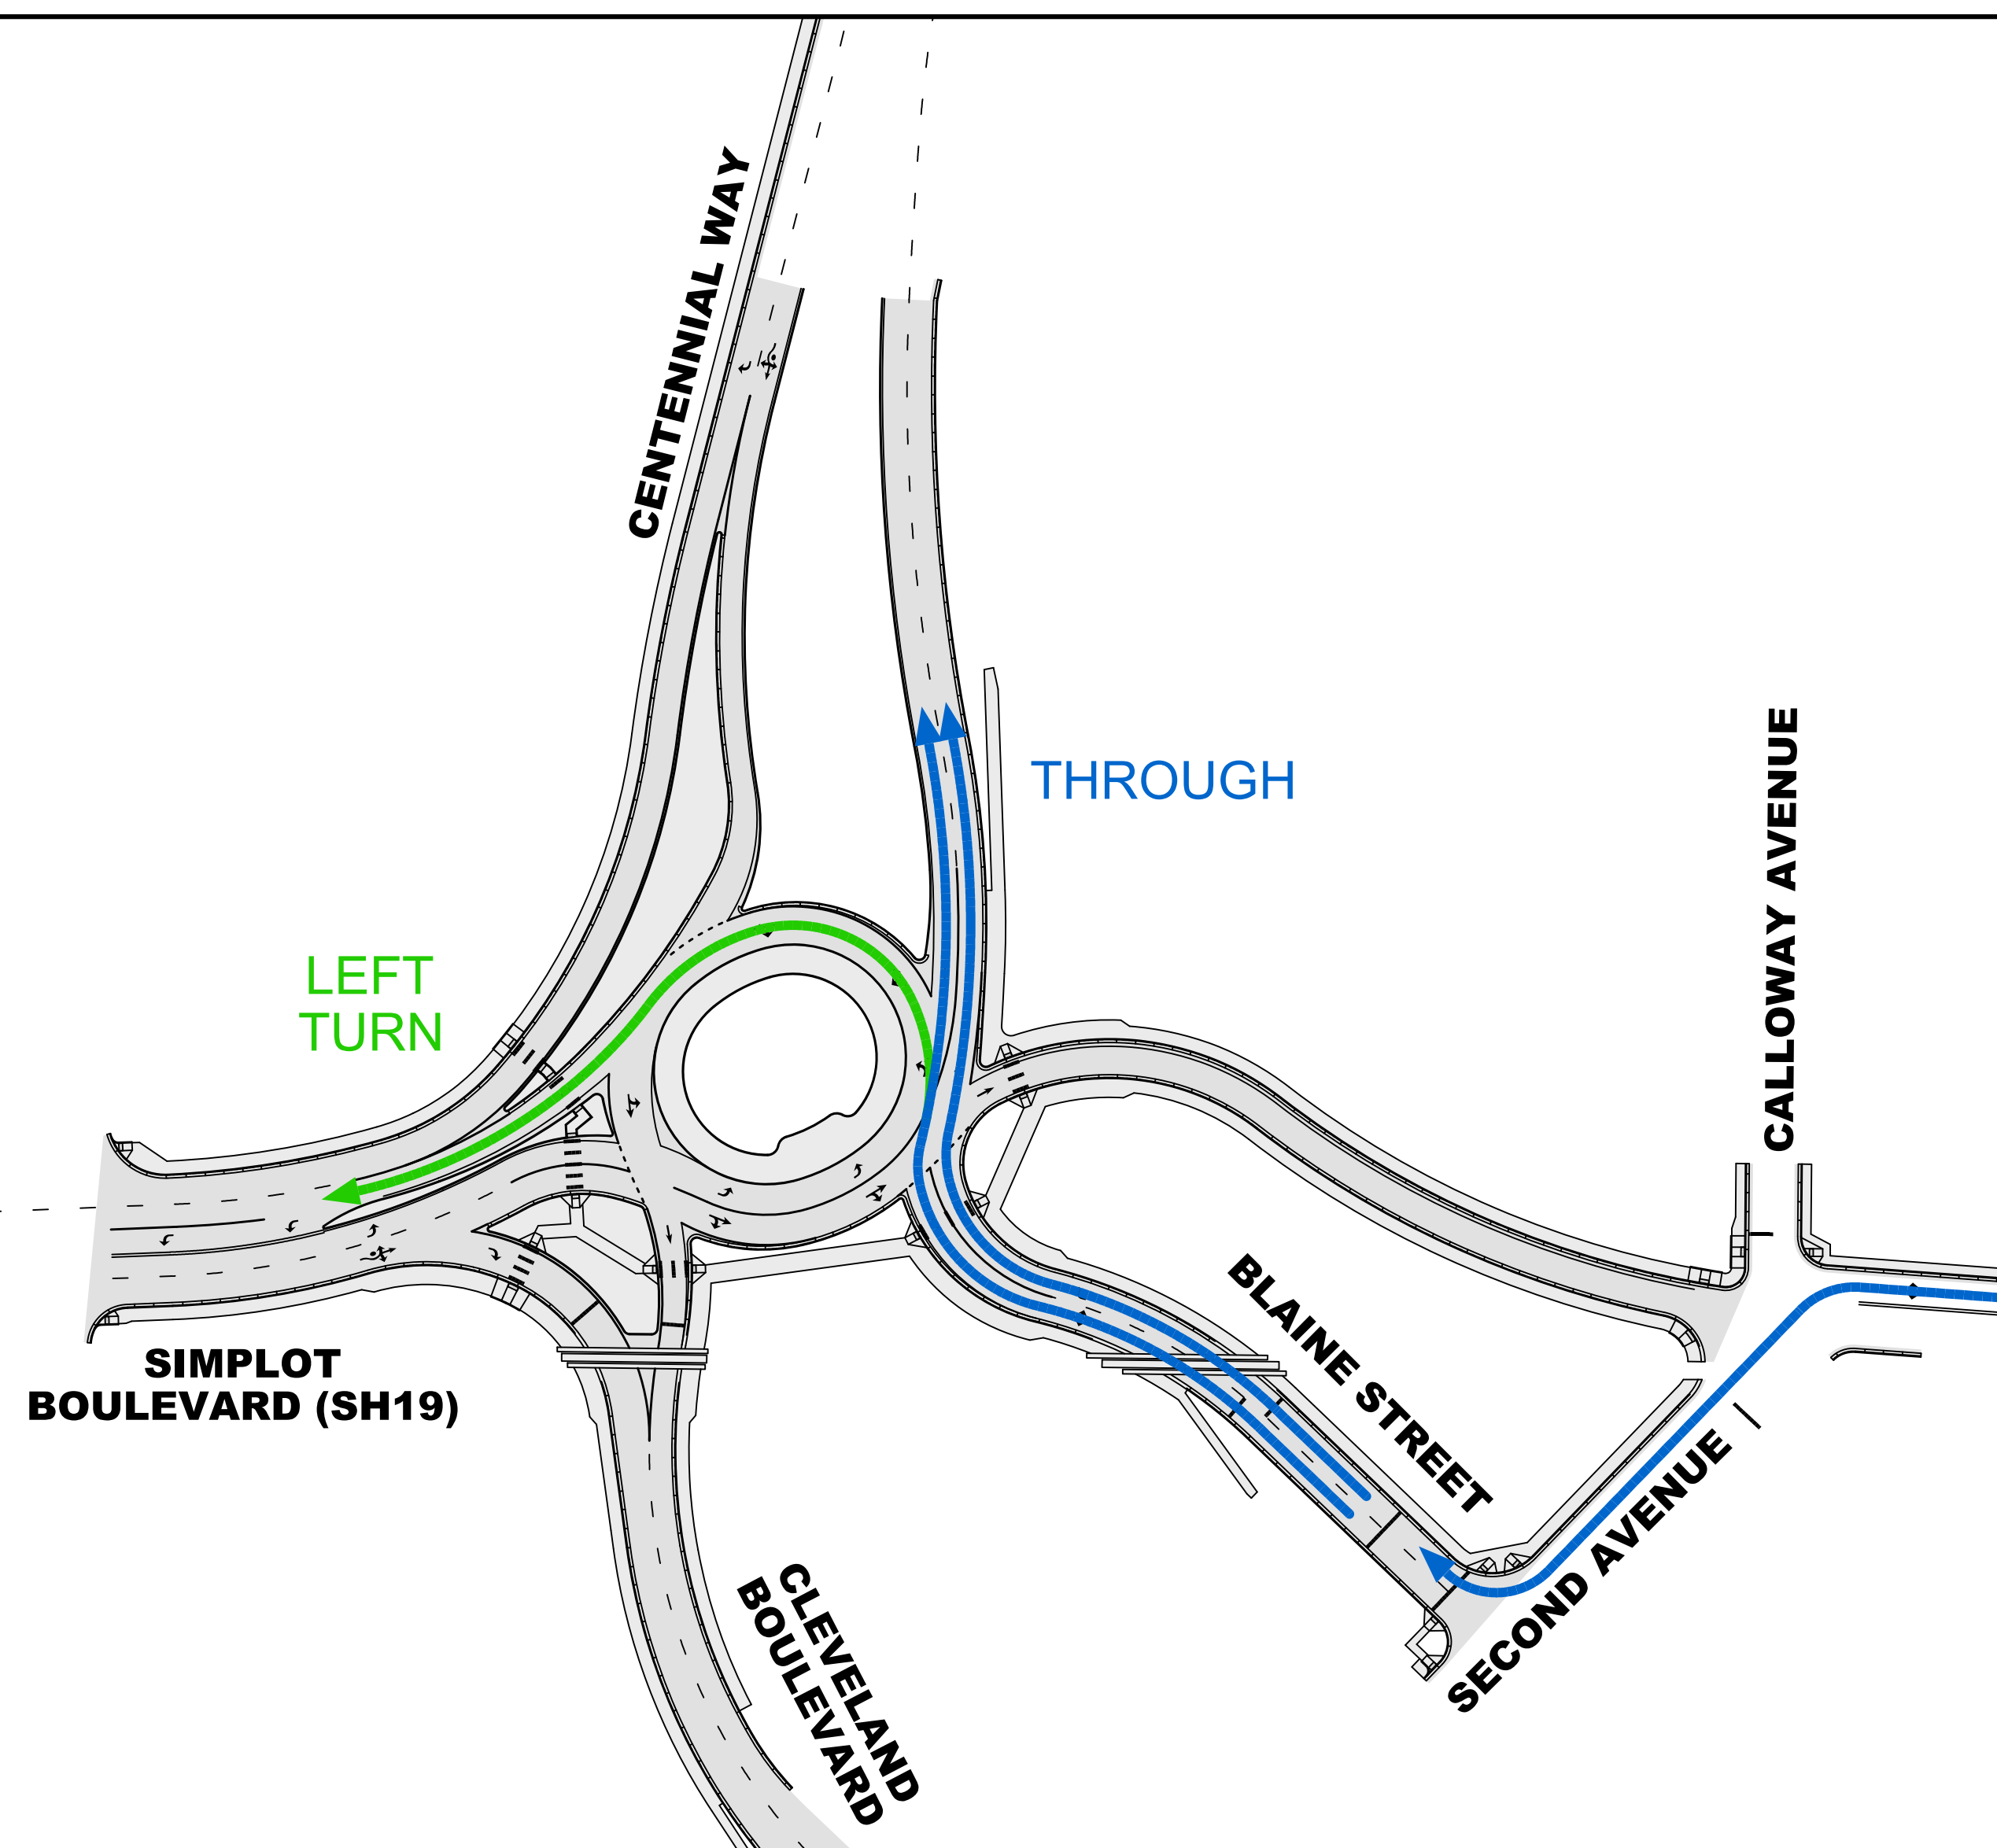 CENTENNIAL WAY
THROUGH
CALLOWAY AVENUE
LEFT
TURN
BLAINE STREET
SIMPLOT
BOULEVARD (SH19)
SECOND AVENUE
CLEVELAND
BOULEVARD